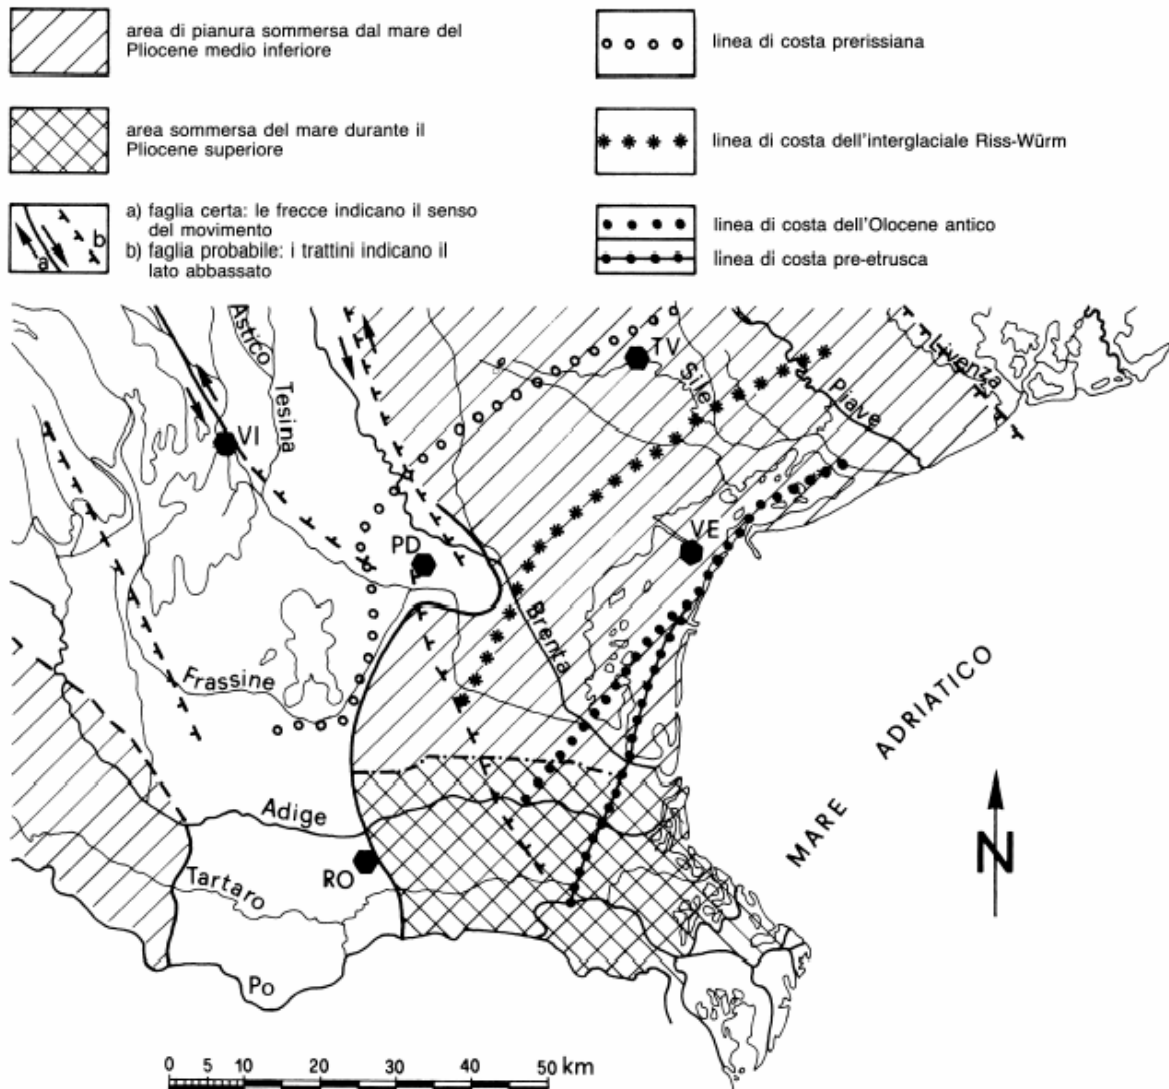 area di pianura sommersa dal mare del
Pliocene medio inferiore
area sommersa del mare durante il
Pliocene superiore
a) faglia certa: le frecce indicano il senso
del movimento
b) faglia probabile: i trattini indicano il
lato abbassato
a
b
linea di costa prerissiana
linea di costa dell'interglaciale Riss-Würm
linea di costa dell'Olocene antico
linea di costa pre-etrusca
Astico
Tesina
VI
TV
Sile
Piave
Livenza
PD
VE
Brenta
Frassine
Adige
RO
Tartaro
Po
MARE ADRIATICO
N
0 5 10 20 30 40 50 km